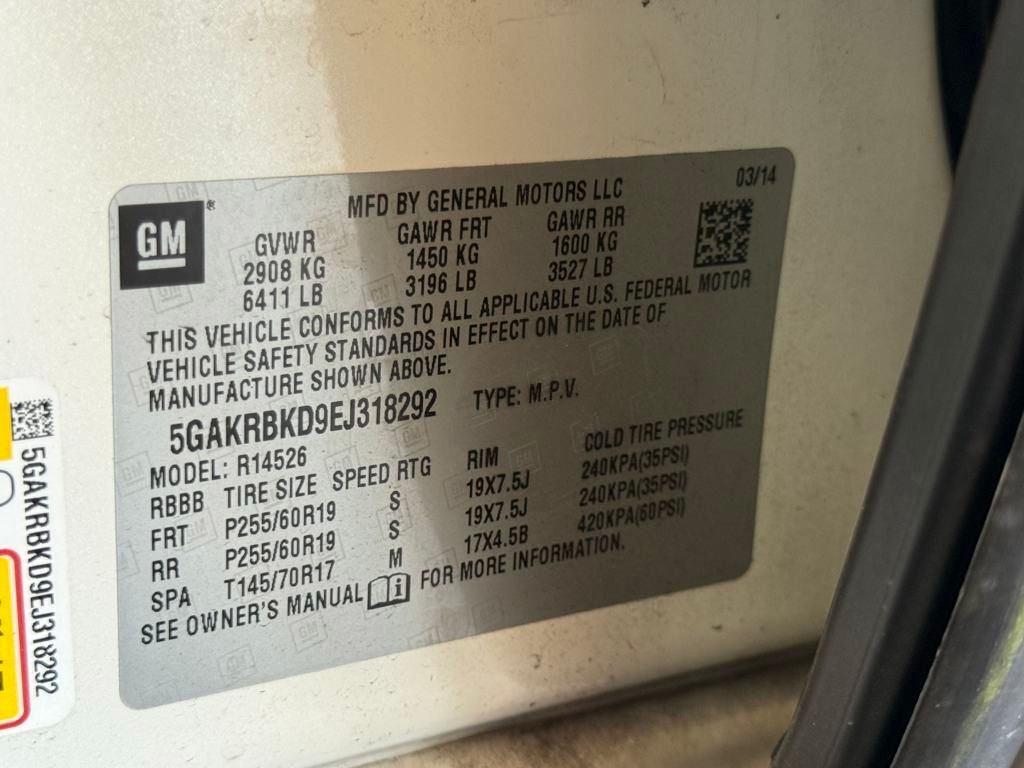 GM ®
MFD BY GENERAL MOTORS LLC
03/14
GVWR GAWR FRT GAWR RR
2908 KG 1450 KG 1600 KG
6411 LB 3196 LB 3527 LB
THIS VEHICLE CONFORMS TO ALL APPLICABLE U.S. FEDERAL MOTOR
VEHICLE SAFETY STANDARDS IN EFFECT ON THE DATE OF
MANUFACTURE SHOWN ABOVE.
5GAKRBKD9EJ318292 TYPE: M.P.V.
MODEL: R14526
RBBB TIRE SIZE SPEED RTG RIM COLD TIRE PRESSURE
FRT P255/60R19 S 19X7.5J 240KPA(35PSI)
RR P255/60R19 S 19X7.5J 240KPA(35PSI)
SPA T145/70R17 M 17X4.5B 420KPA(60PSI)
SEE OWNER'S MANUAL FOR MORE INFORMATION.
5GAKRBKD9EJ318292